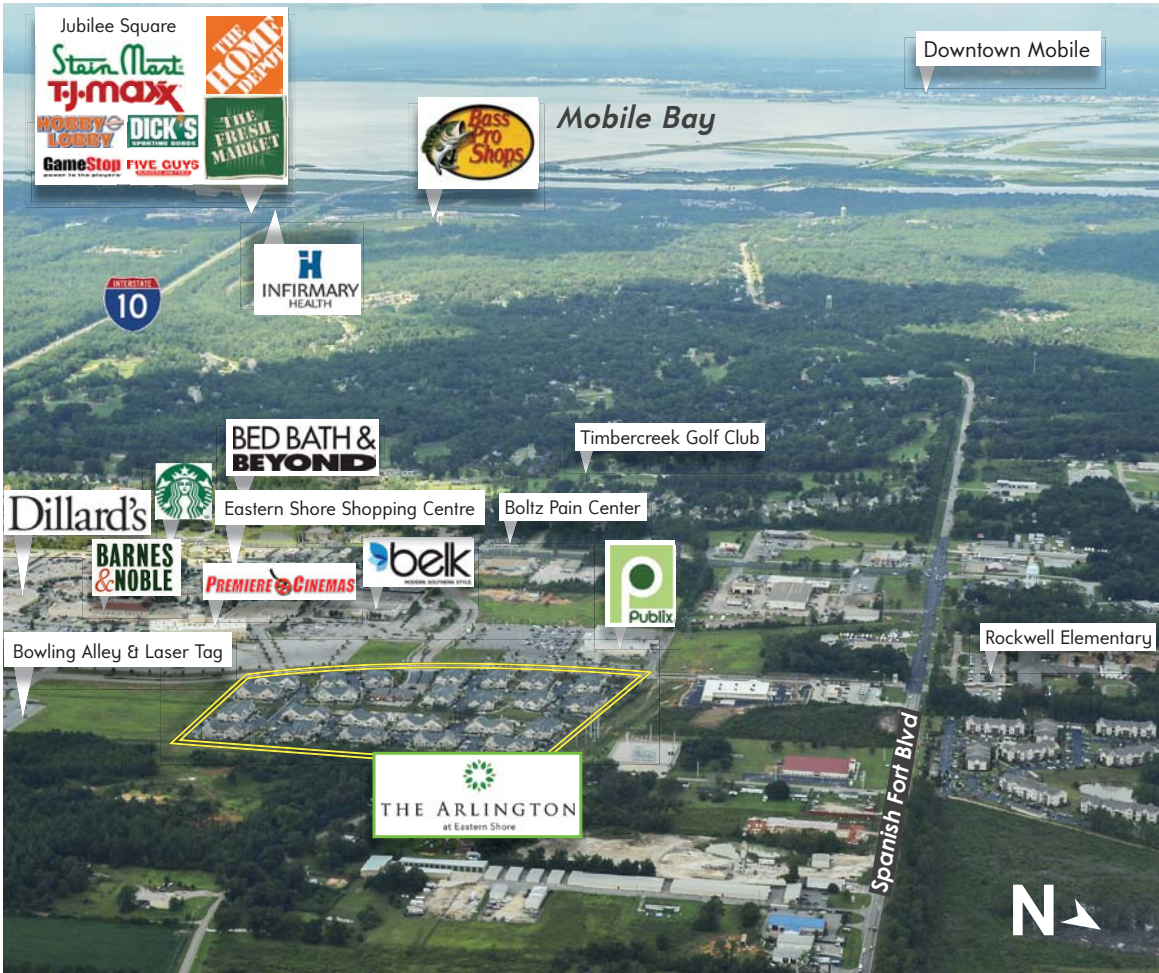 Jubilee Square
Stein Mart
T·J·maxx
HOBBY
LOBBY
DICK'S
SPORTING GOODS
GameStop
power to the players
FIVE GUYS
BURGERS and FRIES
THE
HOME
DEPOT
THE
FRESH
MARKET
Bass
Pro
Shops
Mobile Bay
Downtown Mobile
INFIRMARY
HEALTH
INTERSTATE
10
BED BATH &
BEYOND
Timbercreek Golf Club
Dillard's
Eastern Shore Shopping Centre
Boltz Pain Center
BARNES
&NOBLE
PREMIERE CINEMAS
belk
MODERN. SOUTHERN. STYLE.
Publix
Bowling Alley & Laser Tag
Rockwell Elementary
THE ARLINGTON
at Eastern Shore
Spanish Fort Blvd
N